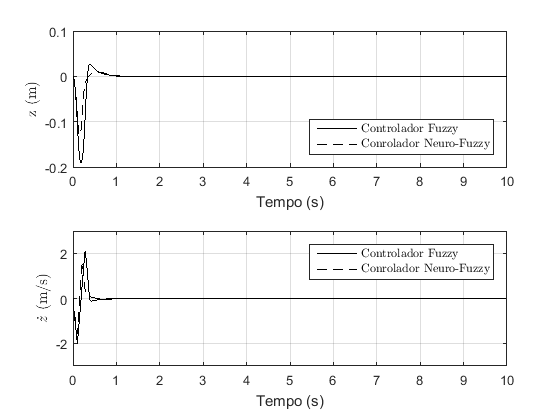 0.1
0
-0.1
-0.2
z (m)
Controlador Fuzzy
Conrolador Neuro-Fuzzy
0 1 2 3 4 5 6 7 8 9 10
Tempo (s)
2
0
-2
ż (m/s)
Controlador Fuzzy
Conrolador Neuro-Fuzzy
0 1 2 3 4 5 6 7 8 9 10
Tempo (s)